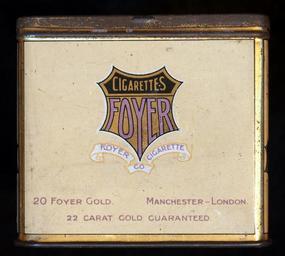 CIGARETTES
FOYER
FOYER CIGARETTE
CO
20 FOYER GOLD. MANCHESTER-LONDON
22 CARAT GOLD GUARANTEED